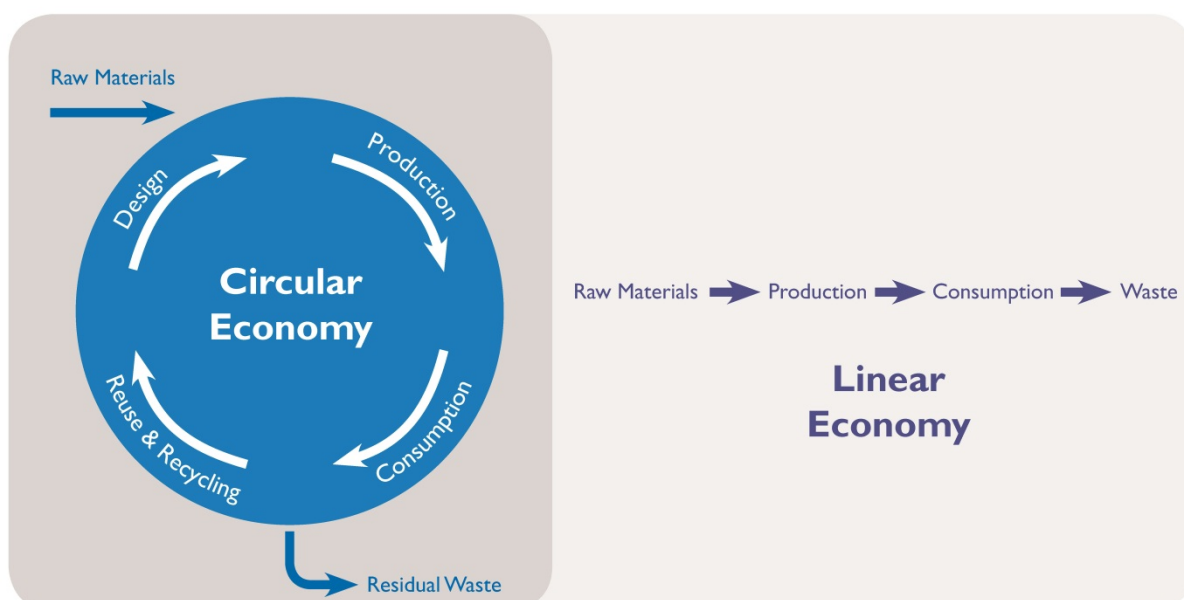 Raw Materials
Design
Production
Circular
Economy
Reuse & Recycling
Consumption
Residual Waste
Raw Materials
Production
Consumption
Waste
Linear
Economy